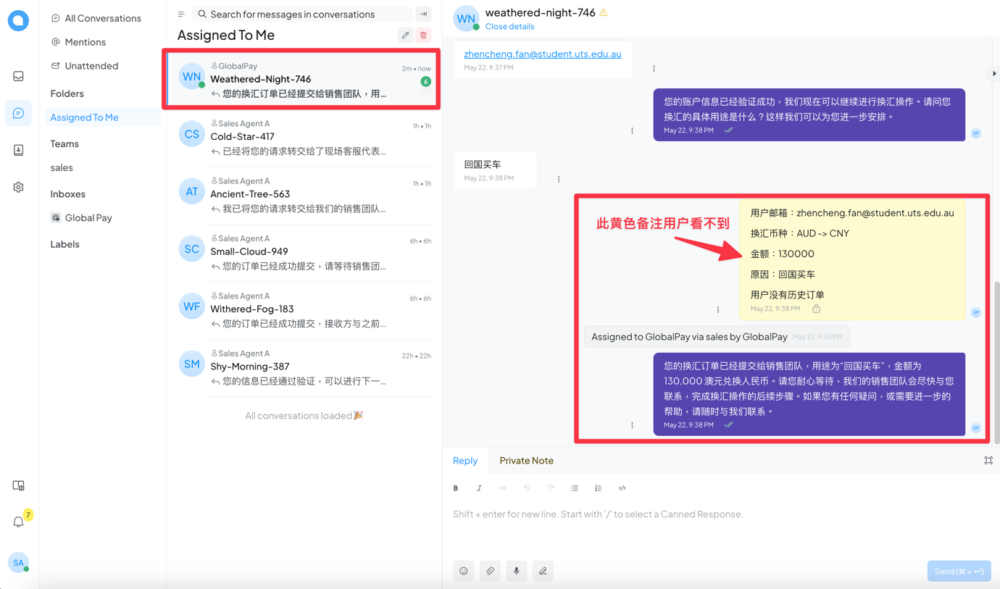 All Conversations
Mentions
Unattended
Folders
Assigned To Me
Teams
sales
Inboxes
Global Pay
Labels
7
SA
Search for messages in conversations
Assigned To Me
WN
GlobalPay
2m • now
Weathered-Night-746
6
您的换汇订单已经提交给销售团队，用...
CS
Sales Agent A
1h • 1h
Cold-Star-417
已经将您的请求转交给了现场客服代表...
AT
Sales Agent A
1h • 1h
Ancient-Tree-563
我已将您的请求转交给我们的销售团队...
SC
Sales Agent A
6h • 6h
Small-Cloud-949
您的订单已经成功提交，请等待销售团...
WF
Sales Agent A
6h • 6h
Withered-Fog-183
您的订单已经成功提交，接收方与之前...
SM
Sales Agent A
22h • 22h
Shy-Morning-387
您的信息已经通过验证，可以进行下一...
All conversations loaded🎉
WN
weathered-night-746
Close details
zhencheng.fan@student.uts.edu.au
May 22, 9:37 PM
您的账户信息已经验证成功，我们现在可以继续进行换汇操作。请问您
换汇的具体用途是什么？这样我们可以为您进一步安排。
May 22, 9:38 PM
GP
回国买车
May 22, 9:38 PM
此黄色备注用户看不到
用户邮箱：zhencheng.fan@student.uts.edu.au
换汇币种：AUD -> CNY
金额：130000
原因：回国买车
用户没有历史订单
May 22, 9:38 PM
GP
Assigned to GlobalPay via sales by GlobalPay May 22, 9:38 PM
您的换汇订单已经提交给销售团队，用途为“回国买车”，金额为
130,000 澳元兑换人民币。请您耐心等待，我们的销售团队会尽快与您
联系，完成换汇操作的后续步骤。如果您有任何疑问，或需要进一步的
帮助，请随时与我们联系。
May 22, 9:38 PM
GP
Reply
Private Note
B I
Shift + enter for new line. Start with '/' to select a Canned Response.
Send (⌘ + ↵)